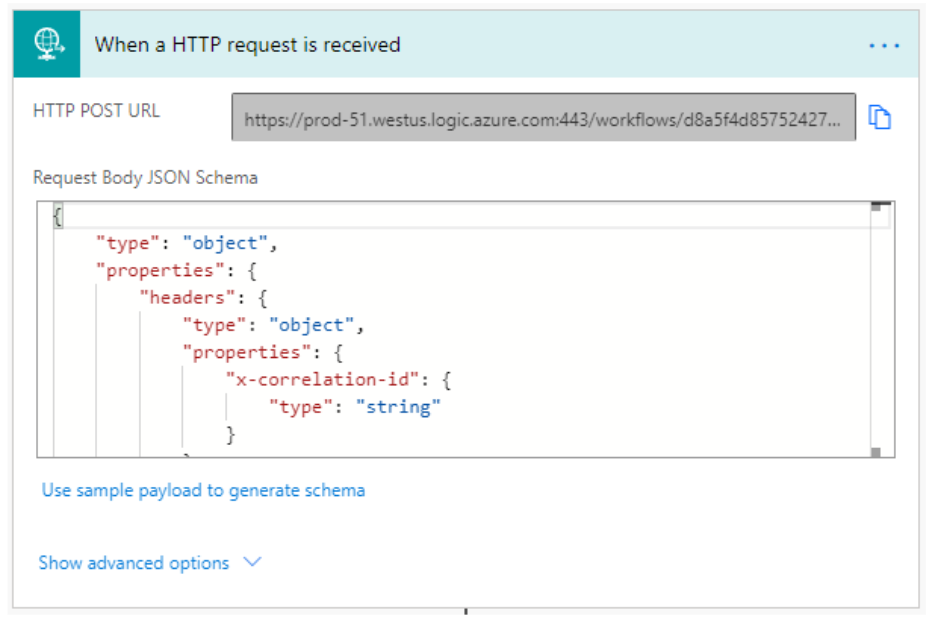 When a HTTP request is received
...
HTTP POST URL
https://prod-51.westus.logic.azure.com:443/workflows/d8a5f4d85752427...
Request Body JSON Schema
{
"type": "object",
"properties": {
"headers": {
"type": "object",
"properties": {
"x-correlation-id": {
"type": "string"
}
Use sample payload to generate schema
Show advanced options